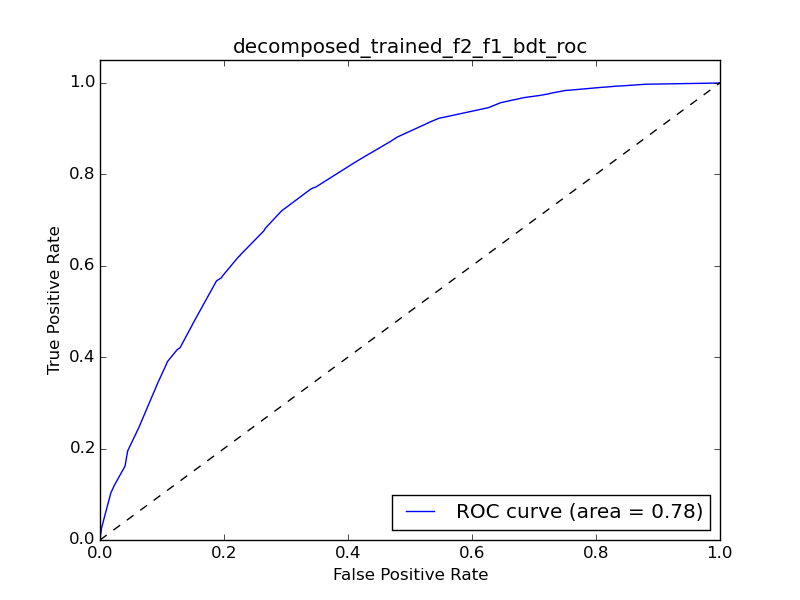 decomposed_trained_f2_f1_bdt_roc
1.0
0.8
0.6
0.4
0.2
0.0
True Positive Rate
ROC curve (area = 0.78)
0.0 0.2 0.4 0.6 0.8 1.0
False Positive Rate